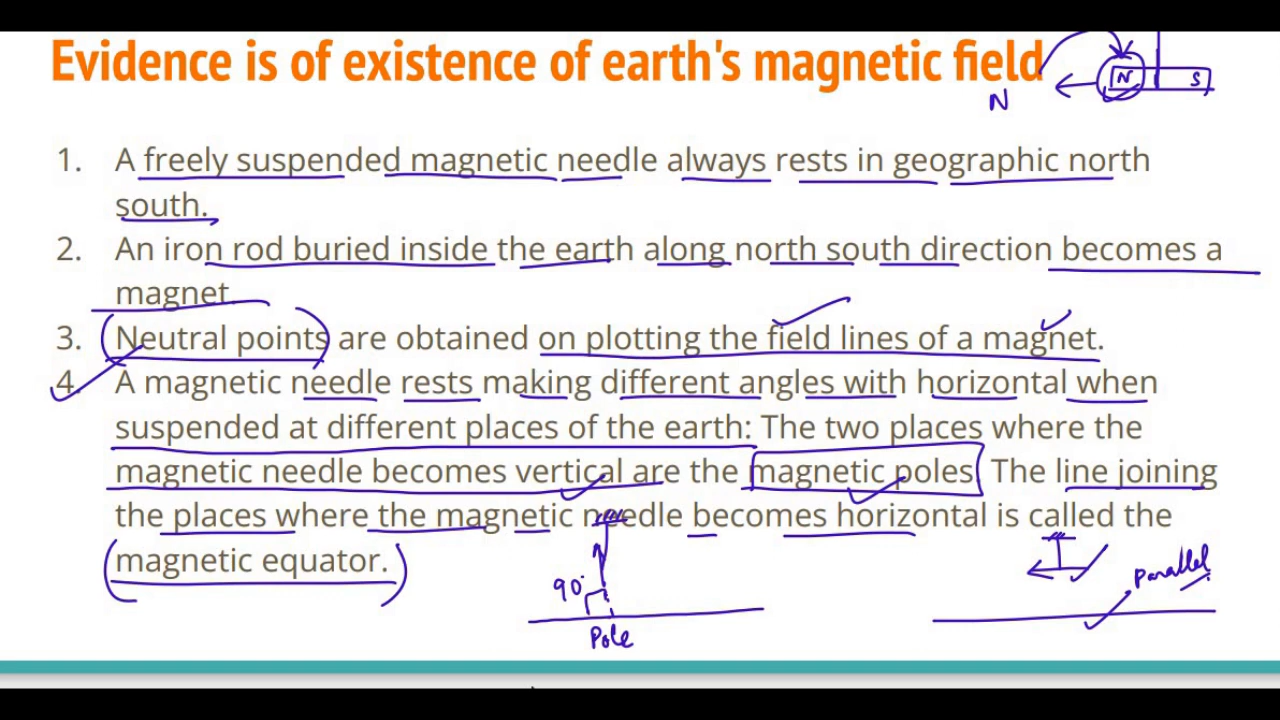 Evidence is of existence of earth's magnetic field
N S
N
1. A freely suspended magnetic needle always rests in geographic north
south.
2. An iron rod buried inside the earth along north south direction becomes a
magnet.
3. Neutral points are obtained on plotting the field lines of a magnet.
4. A magnetic needle rests making different angles with horizontal when
suspended at different places of the earth: The two places where the
magnetic needle becomes vertical are the magnetic poles. The line joining
the places where the magnetic needle becomes horizontal is called the
magnetic equator.
90°
Parallel
Pole